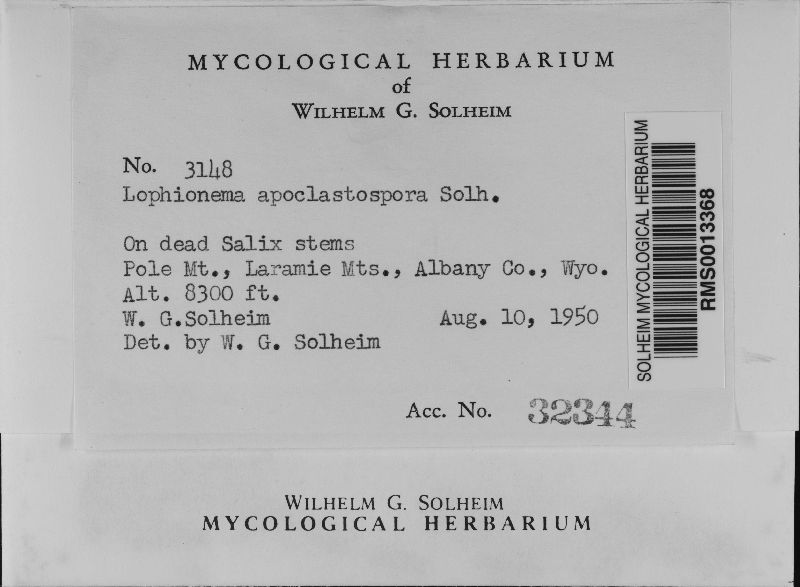 MYCOLOGICAL HERBARIUM
of
WILHELM G. SOLHEIM
No. 3148
Lophionema apoclastospora Solh.
On dead Salix stems
Pole Mt., Laramie Mts., Albany Co., Wyo.
Alt. 8300 ft.
W. G.Solheim Aug. 10, 1950
Det. by W. G. Solheim
Acc. No. 32344
SOLHEIM MYCOLOGICAL HERBARIUM
RMS0013368
WILHELM G. SOLHEIM
MYCOLOGICAL HERBARIUM